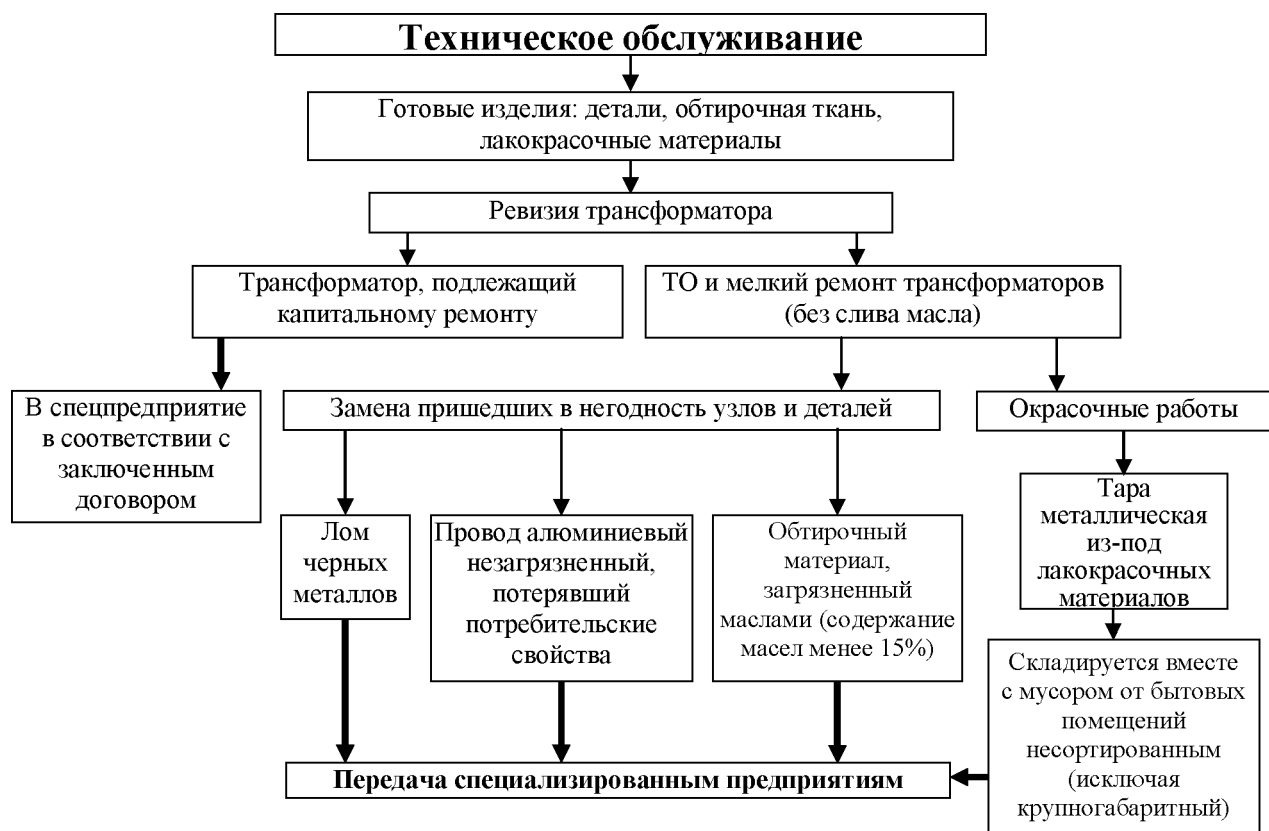 Техническое обслуживание
Готовые изделия: детали, обтирочная ткань,
лакокрасочные материалы
Ревизия трансформатора
Трансформатор, подлежащий
капитальному ремонту
ТО и мелкий ремонт трансформаторов
(без слива масла)
В спецпредприятие
в соответствии с
заключенным
договором
Замена пришедших в негодность узлов и деталей
Окрасочные работы
Лом
черных
металлов
Провод алюминиевый
незагрязненный,
потерявший
потребительские
свойства
Обтирочный
материал,
загрязненный
маслами (содержание
масел менее 15%)
Тара
металлическая
из-под
лакокрасочных
материалов
Складируется вместе
с мусором от бытовых
помещений
несортированным
(исключая
крупногабаритный)
Передача специализированным предприятиям